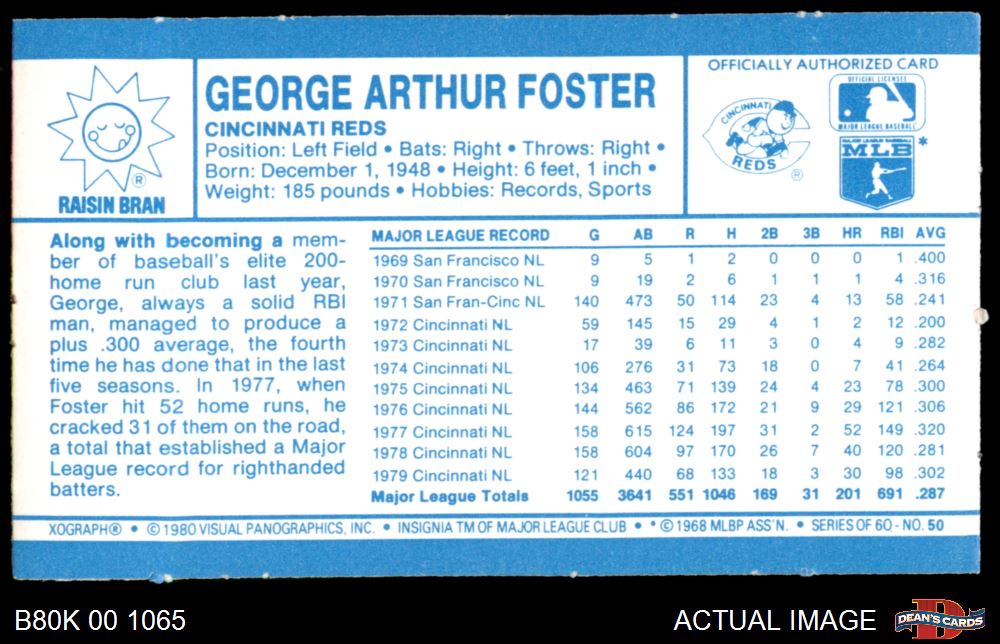 RAISIN BRAN
®
GEORGE ARTHUR FOSTER
CINCINNATI REDS
Position: Left Field • Bats: Right • Throws: Right •
Born: December 1, 1948 • Height: 6 feet, 1 inch •
Weight: 185 pounds • Hobbies: Records, Sports
OFFICIALLY AUTHORIZED CARD
CINCINNATI
REDS
®
OFFICIAL LICENSEE
MAJOR LEAGUE BASEBALL
MAJOR LEAGUE BASEBALL
MLB *
Along with becoming a mem-
ber of baseball's elite 200-
home run club last year,
George, always a solid RBI
man, managed to produce a
plus .300 average, the fourth
time he has done that in the last
five seasons. In 1977, when
Foster hit 52 home runs, he
cracked 31 of them on the road,
a total that established a Major
League record for righthanded
batters.
MAJOR LEAGUE RECORD G AB R H 2B 3B HR RBI AVG
1969 San Francisco NL 9 5 1 2 0 0 0 1 .400
1970 San Francisco NL 9 19 2 6 1 1 1 4 .316
1971 San Fran-Cinc NL 140 473 50 114 23 4 13 58 .241
1972 Cincinnati NL 59 145 15 29 4 1 2 12 .200
1973 Cincinnati NL 17 39 6 11 3 0 4 9 .282
1974 Cincinnati NL 106 276 31 73 18 0 7 41 .264
1975 Cincinnati NL 134 463 71 139 24 4 23 78 .300
1976 Cincinnati NL 144 562 86 172 21 9 29 121 .306
1977 Cincinnati NL 158 615 124 197 31 2 52 149 .320
1978 Cincinnati NL 158 604 97 170 26 7 40 120 .281
1979 Cincinnati NL 121 440 68 133 18 3 30 98 .302
Major League Totals 1055 3641 551 1046 169 31 201 691 .287
XOGRAPH® • © 1980 VISUAL PANOGRAPHICS, INC. • INSIGNIA TM OF MAJOR LEAGUE CLUB • * © 1968 MLBP ASS'N. • SERIES OF 60 - NO. 50
B80K 00 1065
ACTUAL IMAGE
DEAN'S CARDS